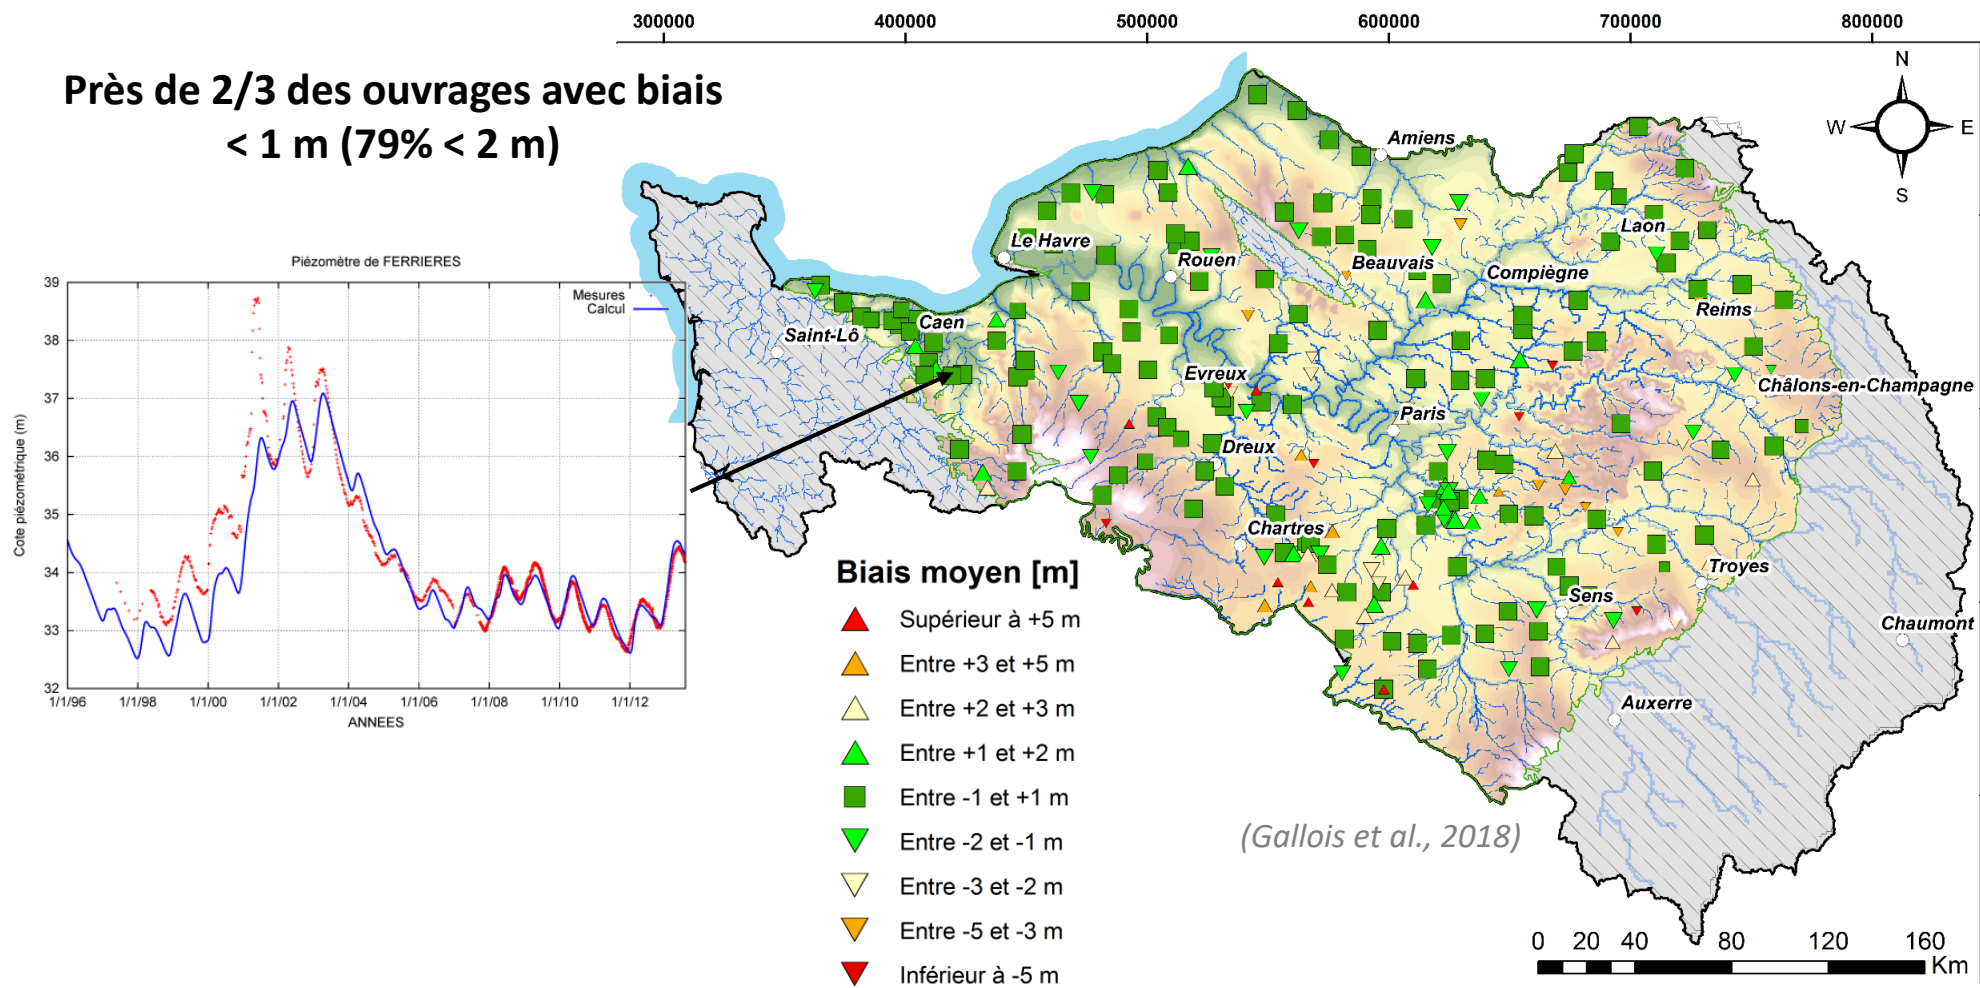 300000 400000 500000 600000 700000 800000
Près de 2/3 des ouvrages avec biais
< 1 m (79% < 2 m)
N
W E
S
Piézomètre de FERRIERES
Mesures
Calcul
Cote piézométrique (m)
39
38
37
36
35
34
33
32
1/1/96 1/1/98 1/1/00 1/1/02 1/1/04 1/1/06 1/1/08 1/1/10 1/1/12
ANNEES
Amiens
Laon
Le Havre
Rouen
Beauvais
Compiègne
Reims
Saint-Lô
Caen
Evreux
Châlons-en-Champagne
Paris
Dreux
Chartres
Troyes
Sens
Chaumont
Auxerre
Biais moyen [m]
Supérieur à +5 m
Entre +3 et +5 m
Entre +2 et +3 m
Entre +1 et +2 m
Entre -1 et +1 m
Entre -2 et -1 m
Entre -3 et -2 m
Entre -5 et -3 m
Inférieur à -5 m
(Gallois et al., 2018)
0 20 40 80 120 160
Km